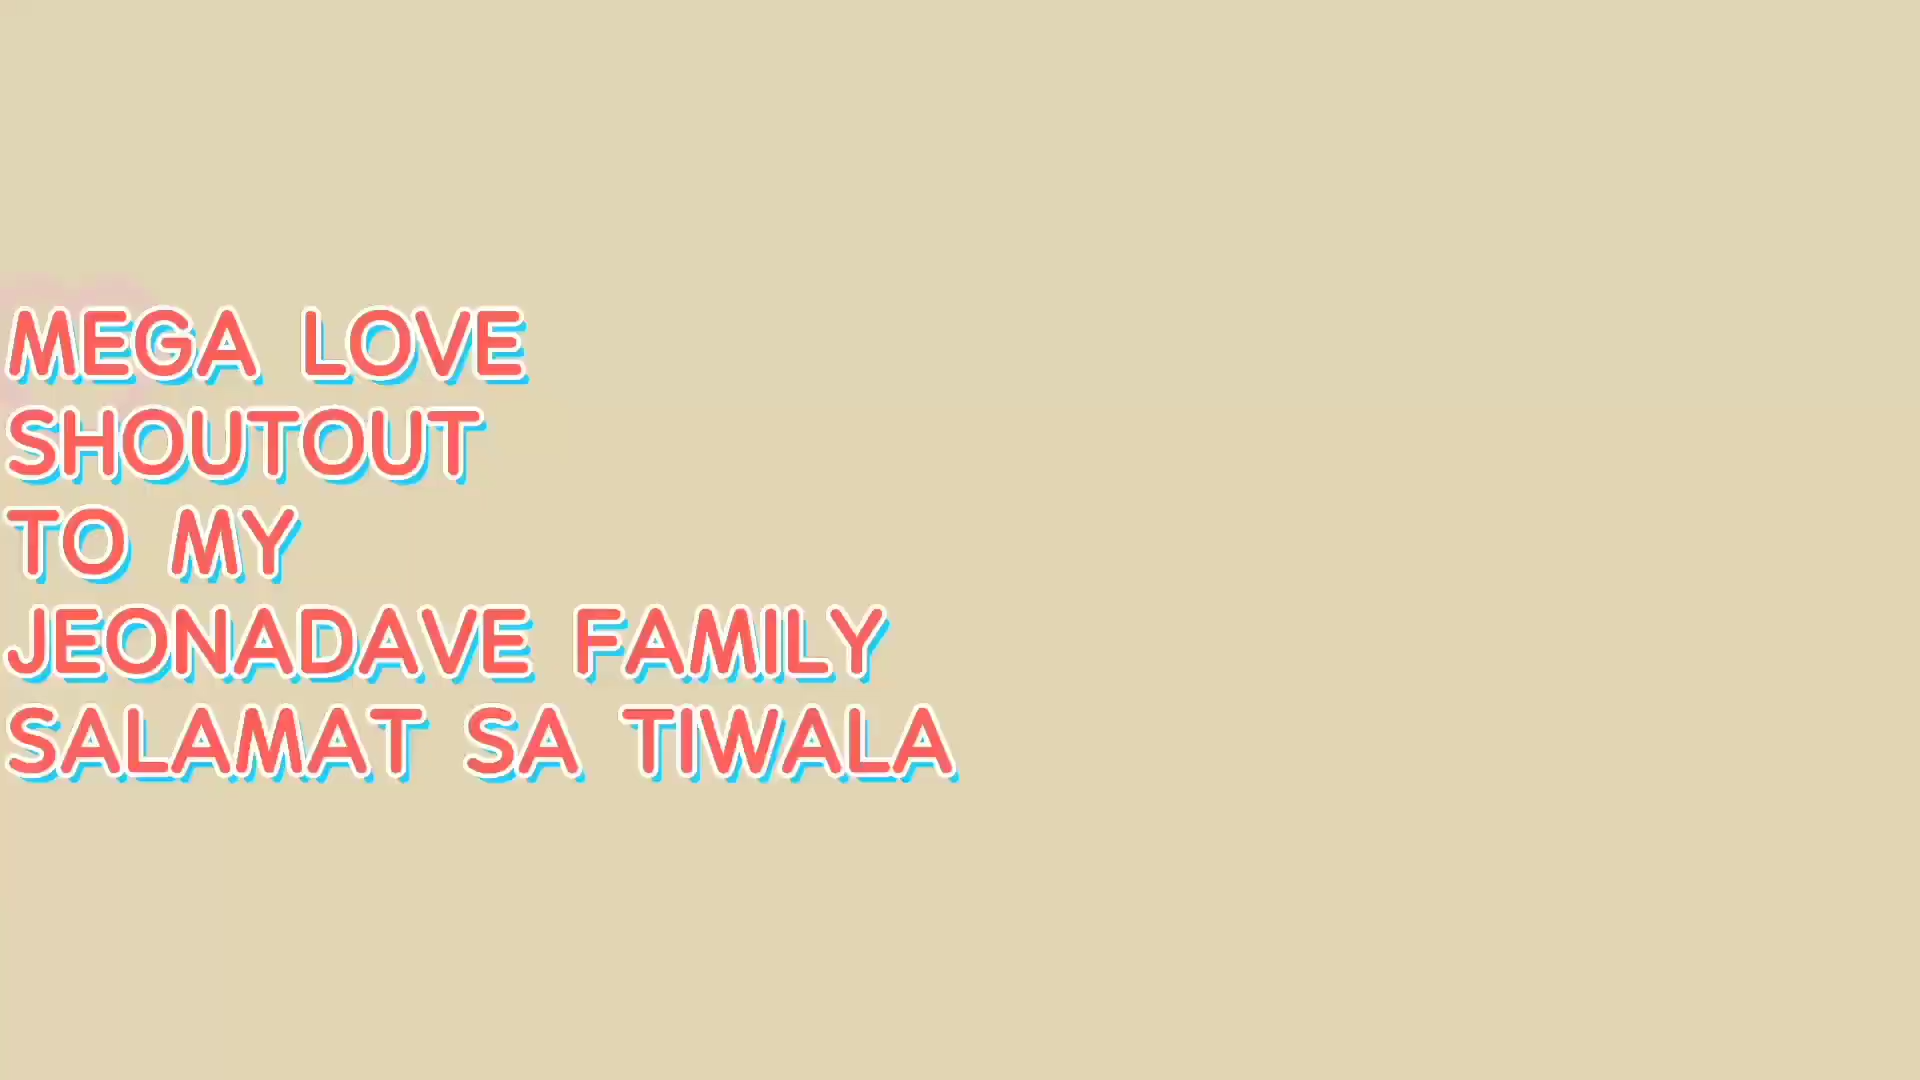 MEGA LOVE
SHOUTOUT
TO MY
JEONADAVE FAMILY
SALAMAT SA TIWALA